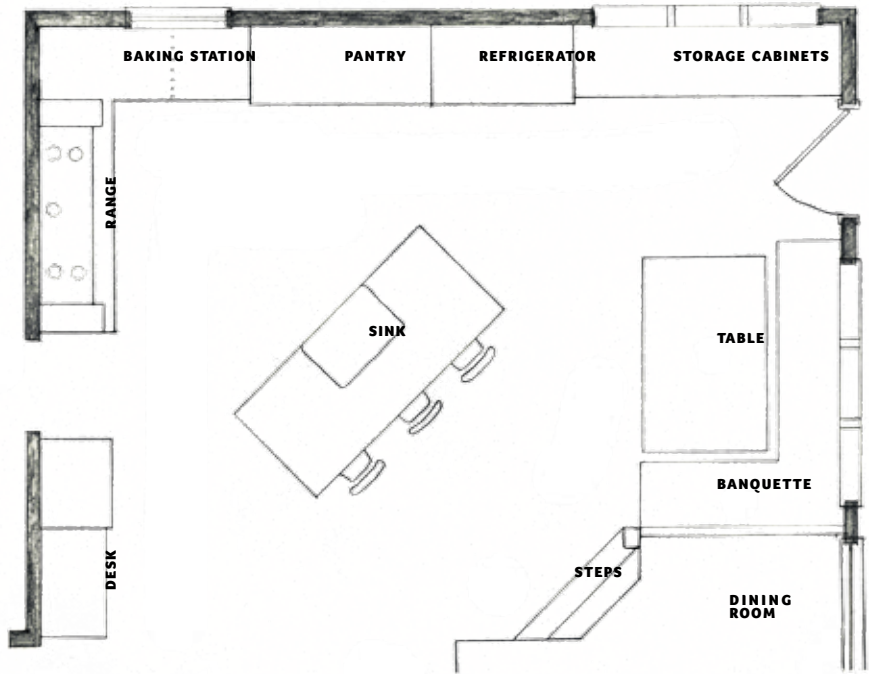 BAKING STATION
PANTRY
REFRIGERATOR
STORAGE CABINETS
RANGE
SINK
TABLE
BANQUETTE
DESK
STEPS
DINING
ROOM